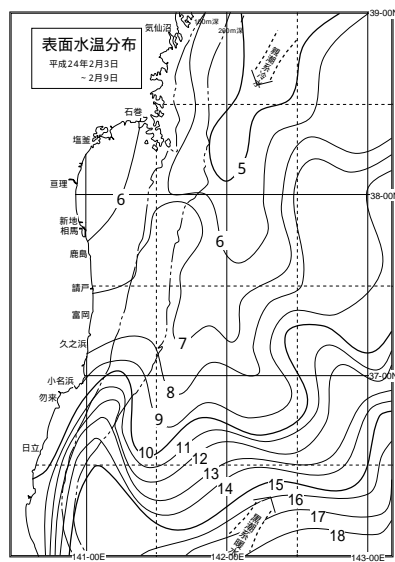 表面水温分布
平成24年2月3日
～2月9日
気仙沼
100m深
200m深
親潮系冷水
石巻
塩釜
亘理
新地
相馬
鹿島
請戸
富岡
久之浜
小名浜
勿来
日立
39-00N
38-00N
37-00N
5
6
6
7
8
9
10
11
12
13
14
15
16
17
18
黒潮系暖水
141-00E
142-00E
143-00E